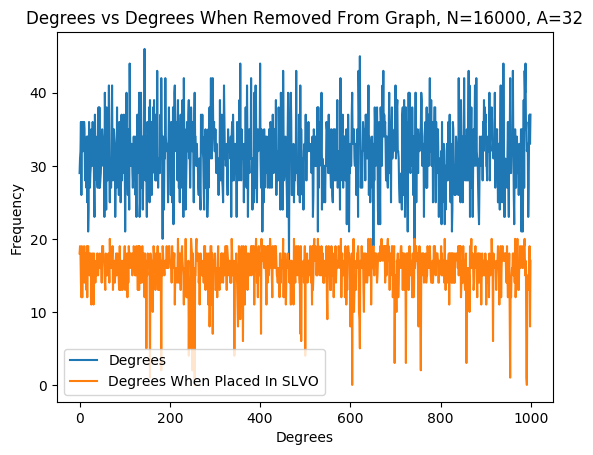 Degrees vs Degrees When Removed From Graph, N=16000, A=32
Frequency
40
30
20
10
0
Degrees
Degrees When Placed In SLVO
0 200 400 600 800 1000
Degrees